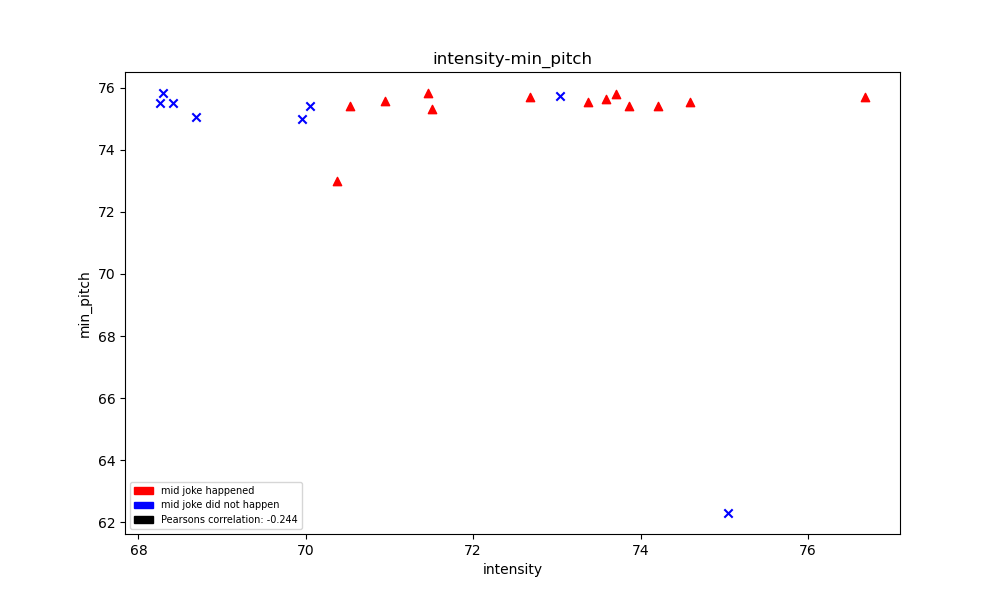 intensity-min_pitch
76
74
72
70
68
66
64
62
min_pitch
mid joke happened
mid joke did not happen
Pearsons correlation: -0.244
68 70 72 74 76
intensity